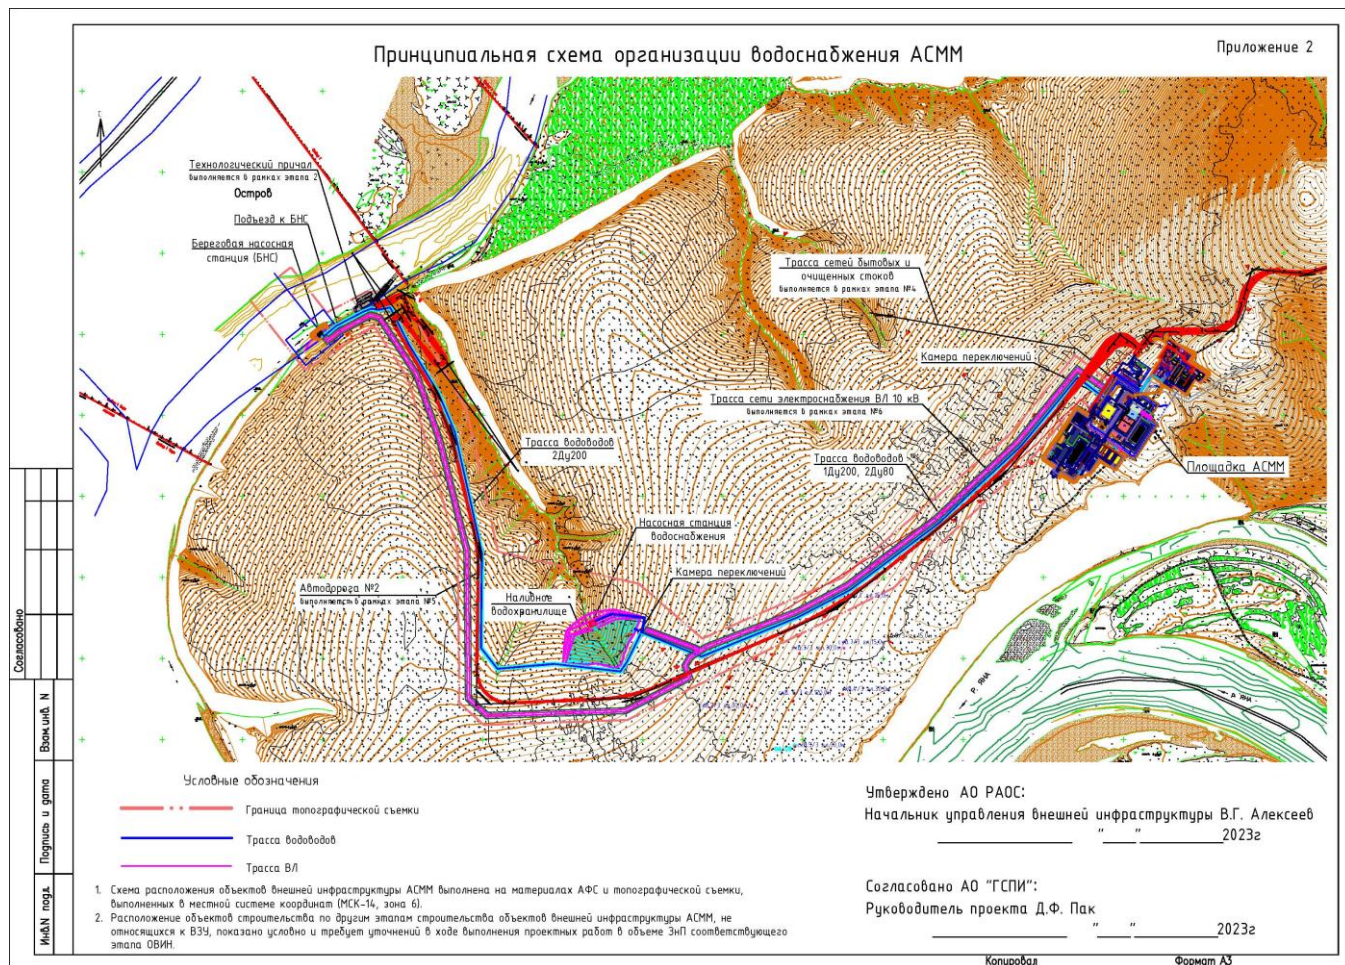 Приложение 2
Принципиальная схема организации водоснабжения АСММ
Технологический причал
выполняется в рамках этапа 2
Остров
Подъезд к БНС
Береговая насосная
станция (БНС)
Трасса сетей бытовых и
очищенных стоков
выполняется в рамках этапа №4
Камера переключений
Трасса сети электроснабжения ВЛ 10 кВ
выполняется в рамках этапа №6
Трасса водоводов
2Ду200
Трасса водоводов
1Ду200, 2Ду80
Площадка АСММ
Насосная станция
водоснабжения
Камера переключений
Автодорога №2
выполняется в рамках этапа №5
Наливное
водохранилище
р. ЯНА
р. ЯНА
Согласовано
Взам.инв. N
Подпись и дата
Инв.N подл.
Условные обозначения
Граница топографической съемки
Трасса водоводов
Трасса ВЛ
1. Схема расположения объектов внешней инфраструктуры АСММ выполнена на материалах АФС и топографической съемки,
выполненных в местной системе координат (МСК-14, зона 6).
2. Расположение объектов строительства по другим этапам строительства объектов внешней инфраструктуры АСММ, не
относящихся к ВЗУ, показано условно и требует уточнений в ходе выполнения проектных работ в объеме ЗнП соответствующего
этапа ОВИН.
Утверждено АО РАОС:
Начальник управления внешней инфраструктуры В.Г. Алексеев
" " 2023г
Согласовано АО "ГСПИ":
Руководитель проекта Д.Ф. Пак
" " 2023г
Копировал
Формат А3